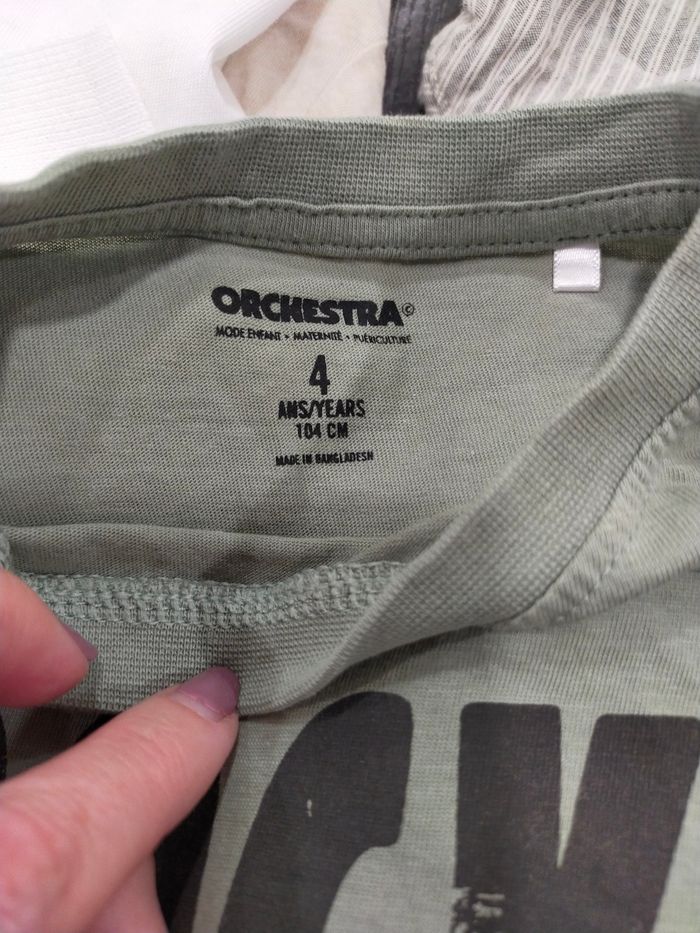 ORCHESTRA©
MODE ENFANT • MATERNITÉ • PUÉRICULTURE
4
ANS/YEARS
104 CM
MADE IN BANGLADESH